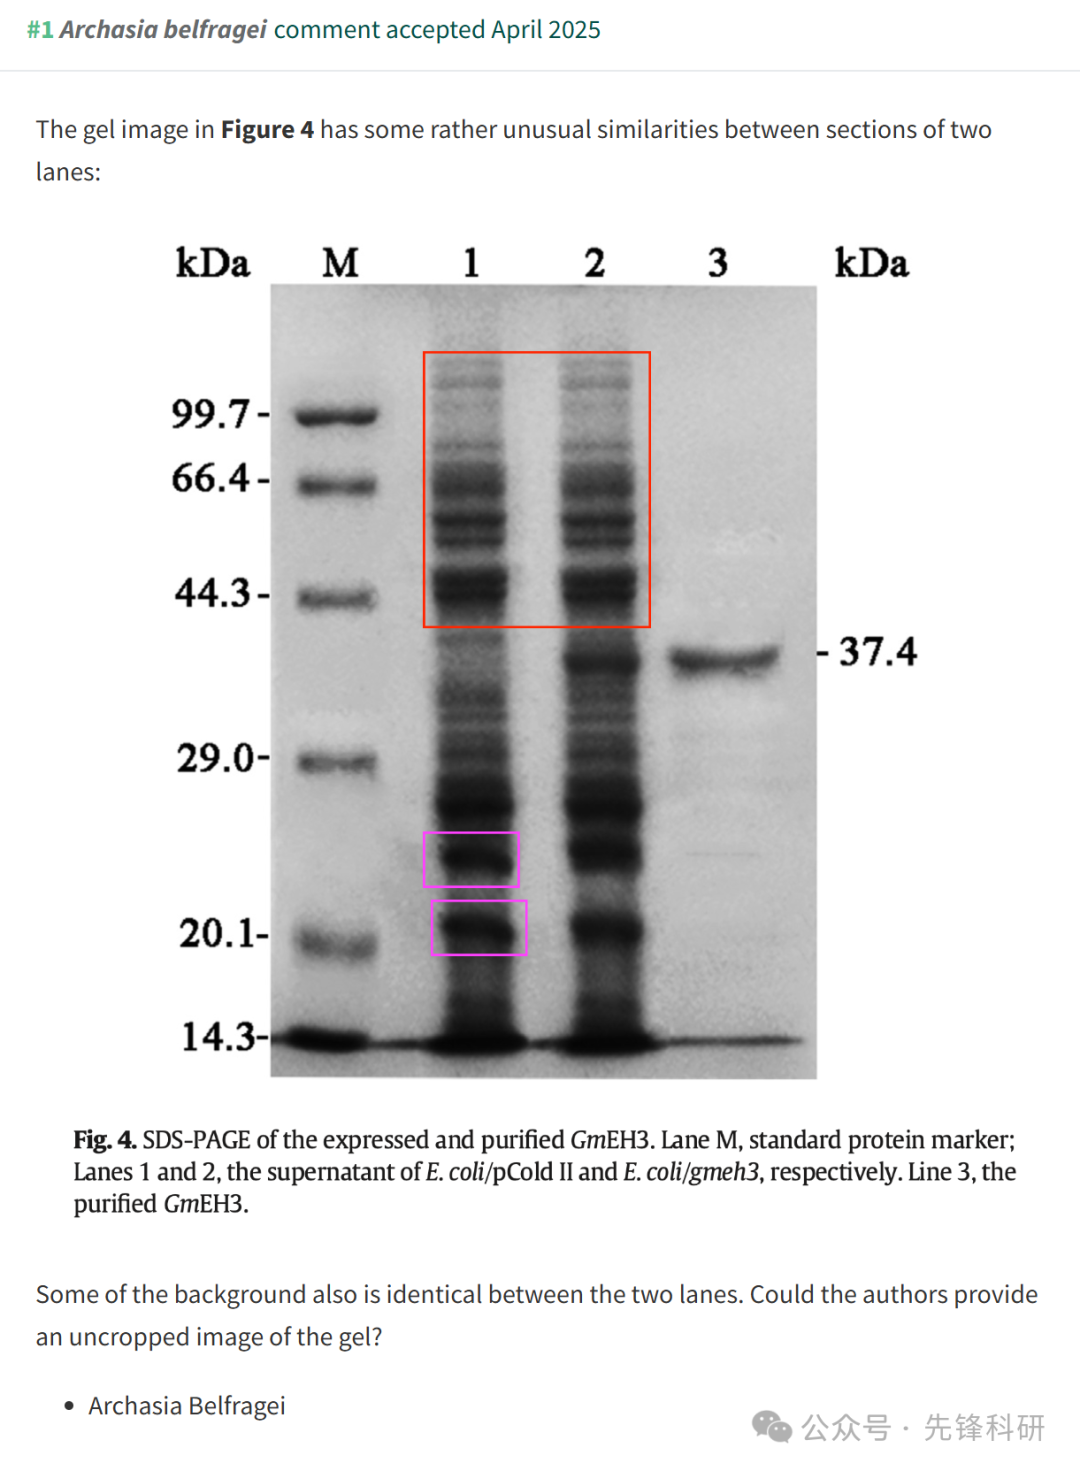 #1 Archasia belfragei comment accepted April 2025
The gel image in Figure 4 has some rather unusual similarities between sections of two
lanes:
kDa M 1 2 3 kDa
99.7-
66.4-
44.3-
- 37.4
29.0-
20.1-
14.3-
Fig. 4. SDS-PAGE of the expressed and purified GmEH3. Lane M, standard protein marker;
Lanes 1 and 2, the supernatant of E. coli/pCold II and E. coli/gmeh3, respectively. Line 3, the
purified GmEH3.
Some of the background also is identical between the two lanes. Could the authors provide
an uncropped image of the gel?
• Archasia Belfragei
公众号 · 先锋科研